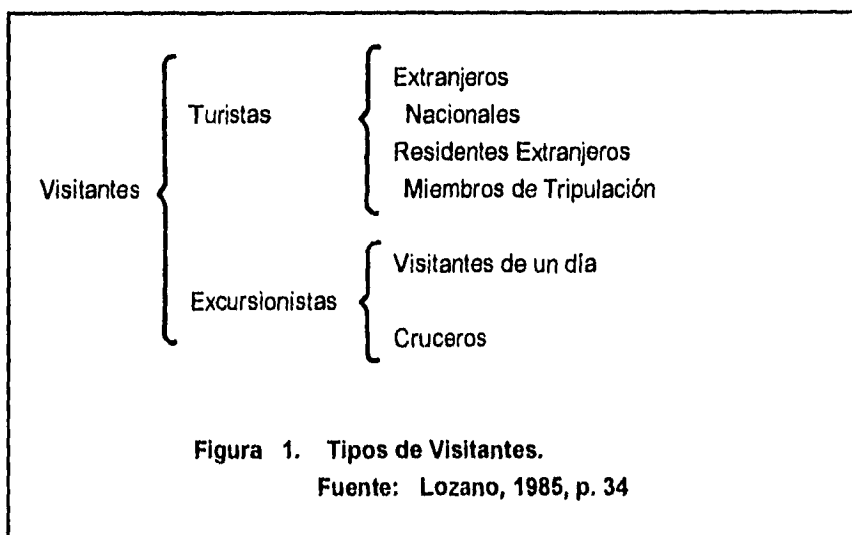 Visitantes
Turistas
Extranjeros
Nacionales
Residentes Extranjeros
Miembros de Tripulación
Excursionistas
Visitantes de un día
Cruceros
Figura 1. Tipos de Visitantes.
Fuente: Lozano, 1985, p. 34